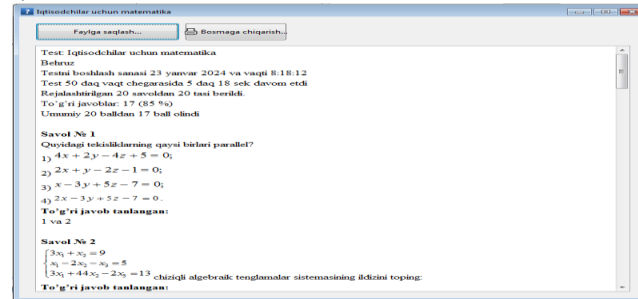 Iqtisodchilar uchun matematika
Faylga saqlash...
Bosmaga chiqarish...
Test: Iqtisodchilar uchun matematika
Behruz
Testni boshlash sanasi 23 yanvar 2024 va vaqti 8:18:12
Test 50 daq vaqt chegarasida 5 daq 18 sek davom etdi
Rejalashtirilgan 20 savoldan 20 tasi berildi.
To'g'ri javoblar: 17 (85 %)
Umumiy 20 balldan 17 ball olindi
Savol № 1
Quyidagi tekisliklarning qaysi birlari parallel?
1) 4x + 2y − 4z + 5 = 0;
2) 2x + y − 2z − 1 = 0;
3) x − 3y + 5z − 7 = 0;
4) 2x − 3y + 5z − 7 = 0.
To'g'ri javob tanlangan:
1 va 2
Savol № 2
3x₁ + x₂ = 9
x₁ − 2x₂ − x₃ = 5
3x₁ + 44x₂ − 2x₃ = 13 chiziqli algebraik tenglamalar sistemasining ildizini toping:
To'g'ri javob tanlangan: